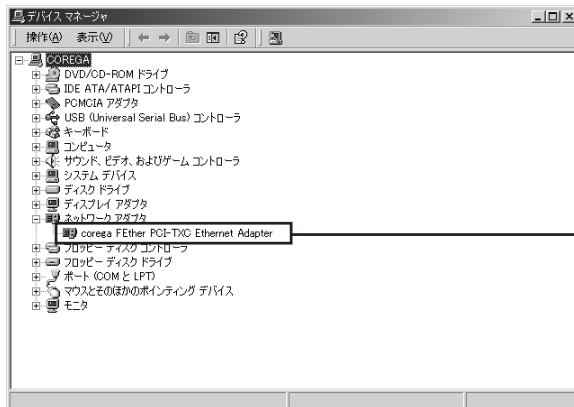 デバイス マネージャ
操作(A) 表示(V)
COREGA
DVD/CD-ROM ドライブ
IDE ATA/ATAPI コントローラ
PCMCIA アダプタ
USB (Universal Serial Bus) コントローラ
キーボード
コンピュータ
サウンド、ビデオ、およびゲーム コントローラ
システム デバイス
ディスク ドライブ
ディスプレイ アダプタ
ネットワーク アダプタ
corega FEther PCI-TXC Ethernet Adapter
フロッピー ディスク コントローラ
フロッピー ディスク ドライブ
ポート (COM と LPT)
マウスとそのほかのポインティング デバイス
モニタ